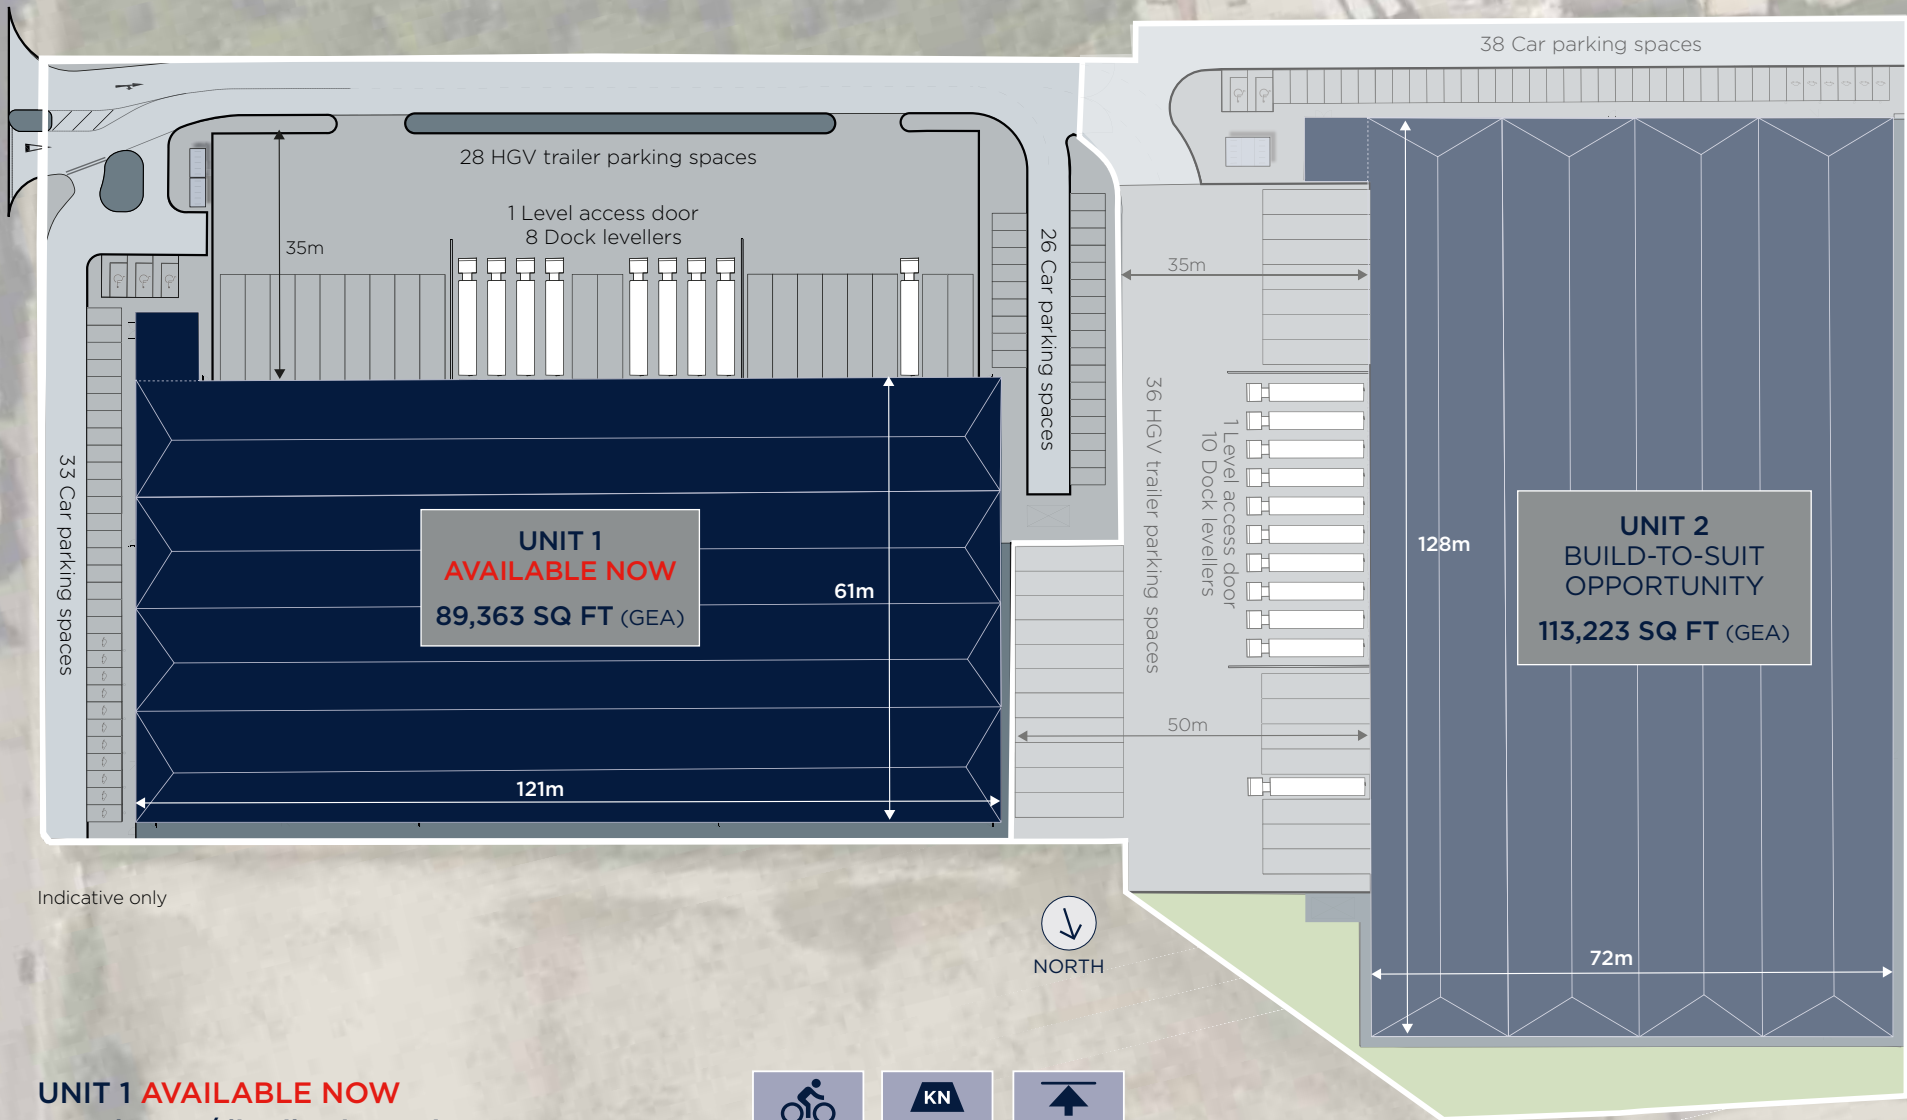 38 Car parking spaces
28 HGV trailer parking spaces
1 Level access door
8 Dock levellers
35m
26 Car parking spaces
35m
33 Car parking spaces
36 HGV trailer parking spaces
1 Level access door
10 Dock levellers
UNIT 1
AVAILABLE NOW
89,363 SQ FT (GEA)
61m
121m
128m
UNIT 2
BUILD-TO-SUIT
OPPORTUNITY
113,223 SQ FT (GEA)
50m
72m
Indicative only
NORTH
UNIT 1 AVAILABLE NOW
KN